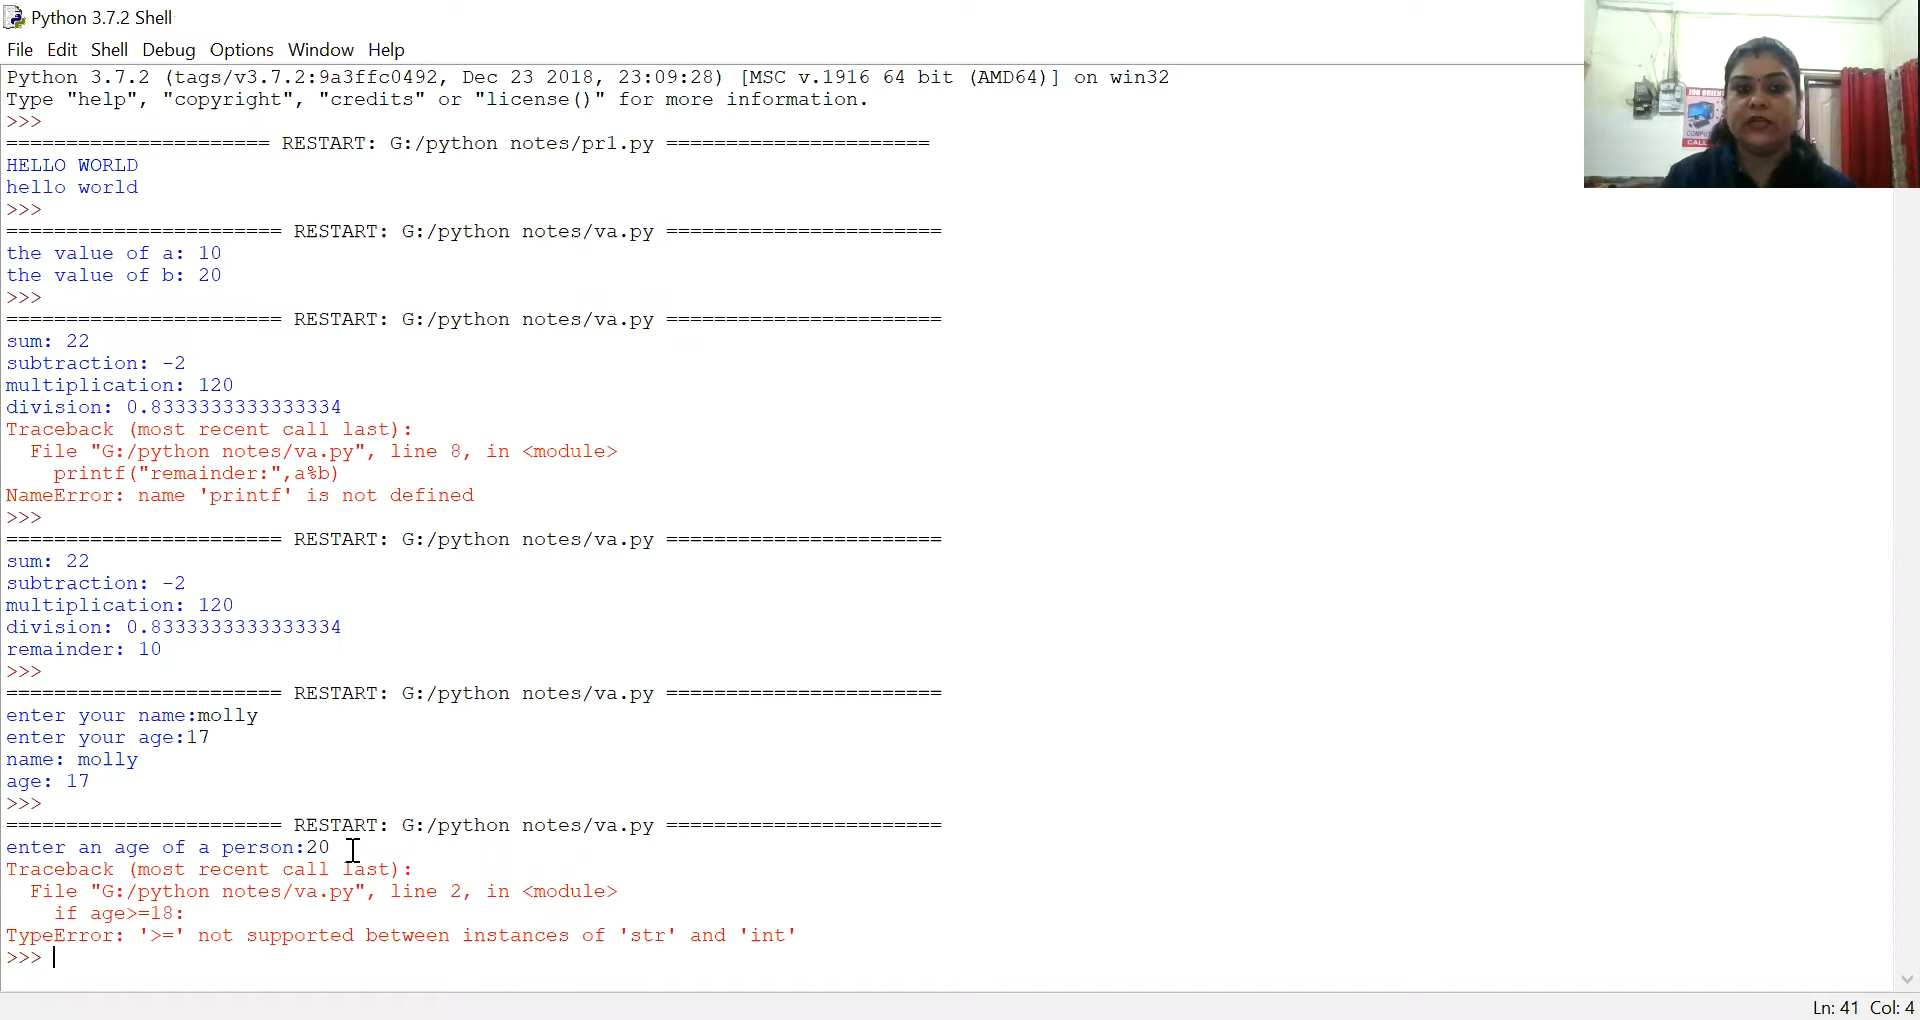 Python 3.7.2 Shell
File Edit Shell Debug Options Window Help
Python 3.7.2 (tags/v3.7.2:9a3ffc0492, Dec 23 2018, 23:09:28) [MSC v.1916 64 bit (AMD64)] on win32
Type "help", "copyright", "credits" or "license()" for more information.
>>>
====================== RESTART: G:/python notes/pr1.py ======================
HELLO WORLD
hello world
>>>
======================= RESTART: G:/python notes/va.py =======================
the value of a: 10
the value of b: 20
>>>
======================= RESTART: G:/python notes/va.py =======================
sum: 22
subtraction: -2
multiplication: 120
division: 0.8333333333333334
Traceback (most recent call last):
  File "G:/python notes/va.py", line 8, in <module>
    printf("remainder:",a%b)
NameError: name 'printf' is not defined
>>>
======================= RESTART: G:/python notes/va.py =======================
sum: 22
subtraction: -2
multiplication: 120
division: 0.8333333333333334
remainder: 10
>>>
======================= RESTART: G:/python notes/va.py =======================
enter your name:molly
enter your age:17
name: molly
age: 17
>>>
======================= RESTART: G:/python notes/va.py =======================
enter an age of a person:20
Traceback (most recent call last):
  File "G:/python notes/va.py", line 2, in <module>
    if age>=18:
TypeError: '>=' not supported between instances of 'str' and 'int'
>>>
Ln: 41 Col: 4
JOB ORIENT
COMPUT
CALL